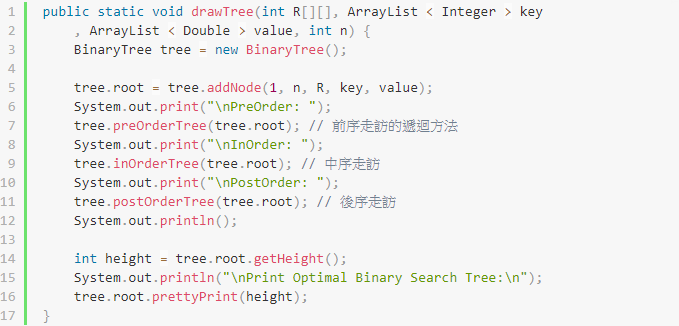 1 public static void drawTree(int R[][], ArrayList < Integer > key
2     , ArrayList < Double > value, int n) {
3     BinaryTree tree = new BinaryTree();
4
5     tree.root = tree.addNode(1, n, R, key, value);
6     System.out.print("\nPreOrder: ");
7     tree.preOrderTree(tree.root); // 前序走訪的遞迴方法
8     System.out.print("\nInOrder: ");
9     tree.inOrderTree(tree.root); // 中序走訪
10     System.out.print("\nPostOrder: ");
11     tree.postOrderTree(tree.root); // 後序走訪
12     System.out.println();
13
14     int height = tree.root.getHeight();
15     System.out.println("\nPrint Optimal Binary Search Tree:\n");
16     tree.root.prettyPrint(height);
17 }